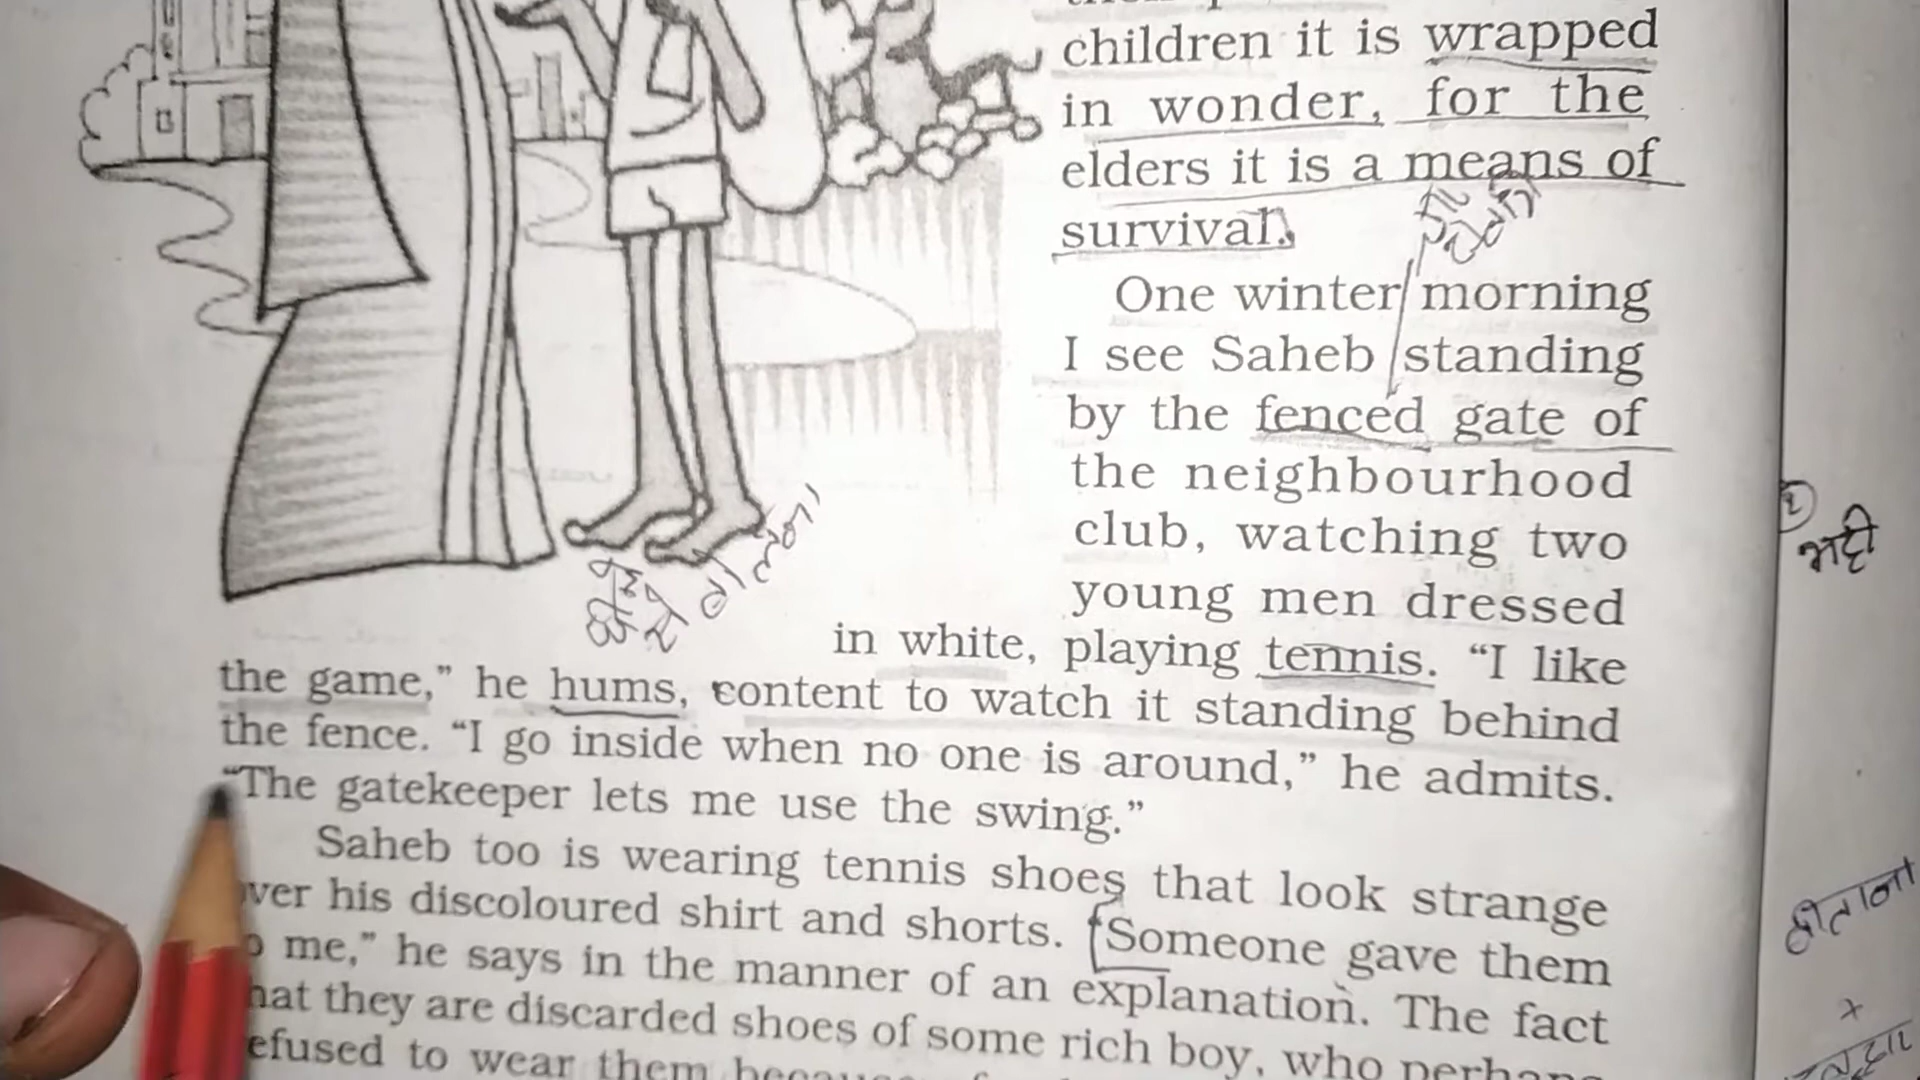 children it is wrapped
in wonder, for the
elders it is a means of
survival.
One winter morning
I see Saheb standing
by the fenced gate of
the neighbourhood
club, watching two
young men dressed
in white, playing tennis. “I like
the game,” he hums, content to watch it standing behind
the fence. “I go inside when no one is around,” he admits.
“The gatekeeper lets me use the swing.”
Saheb too is wearing tennis shoes that look strange
over his discoloured shirt and shorts. “Someone gave them
me,” he says in the manner of an explanation. The fact
they are discarded shoes of some rich boy, who perhaps
to wear them because
से बोलना
भट्टी